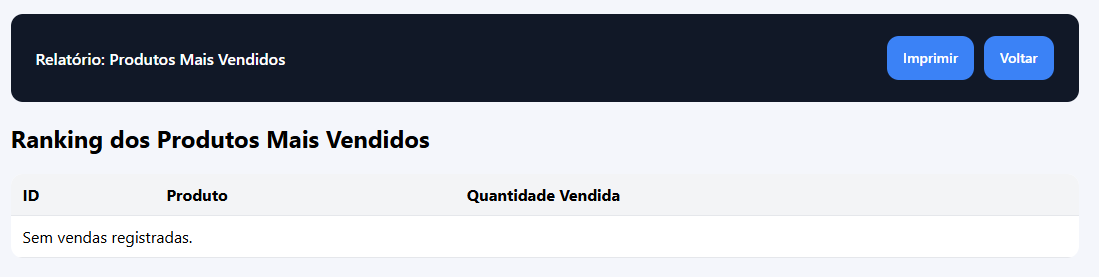 Relatório: Produtos Mais Vendidos Imprimir Voltar
Ranking dos Produtos Mais Vendidos
ID Produto Quantidade Vendida
Sem vendas registradas.